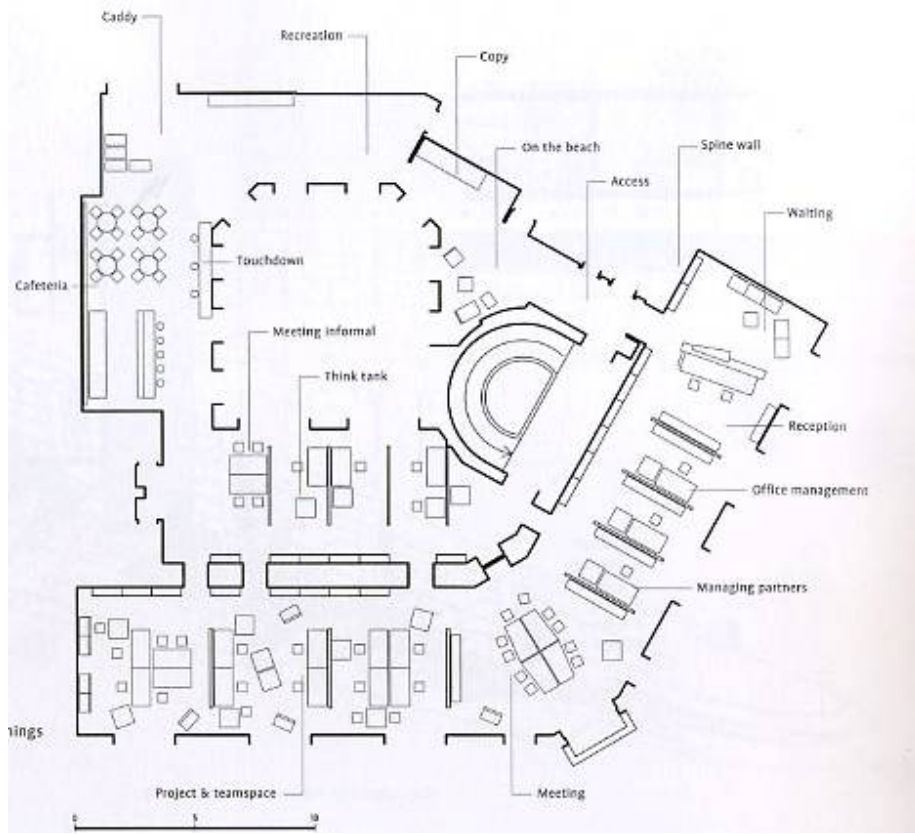 Caddy
Recreation
Copy
On the beach
Spine wall
Access
Waiting
Touchdown
Cafeteria
Meeting informal
Think tank
Reception
Office management
Managing partners
nings
Project & teamspace
Meeting
0 5 10